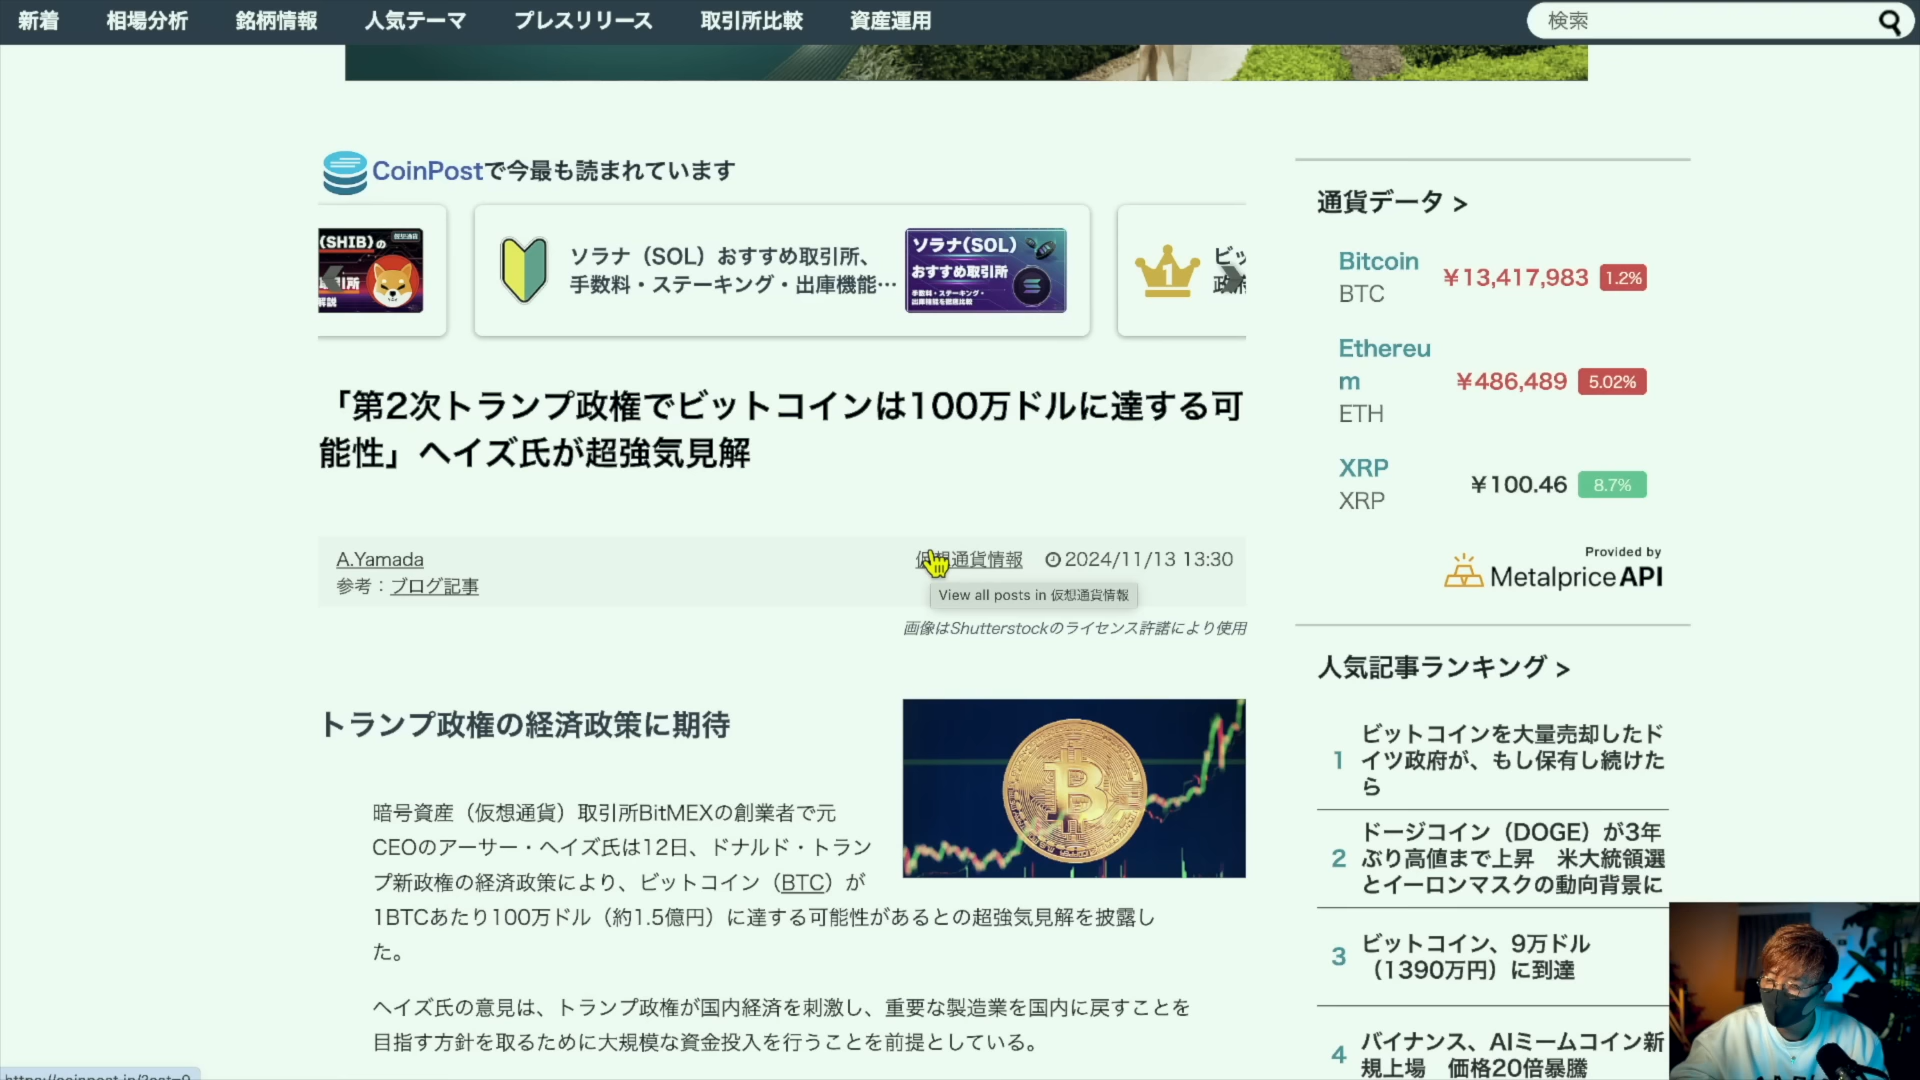 新着 相場分析 銘柄情報 人気テーマ プレスリリース 取引所比較 資産運用 検索
CoinPostで今最も読まれています
(SHIB)の
ソラナ（SOL）おすすめ取引所、
手数料・ステーキング・出庫機能…
ソラナ(SOL)
おすすめ取引所
手数料・ステーキング・
出庫機能を徹底比較
1
「第2次トランプ政権でビットコインは100万ドルに達する可
能性」ヘイズ氏が超強気見解
A.Yamada
参考：ブログ記事
仮想通貨情報 2024/11/13 13:30
View all posts in 仮想通貨情報
画像はShutterstockのライセンス許諾により使用
トランプ政権の経済政策に期待
暗号資産（仮想通貨）取引所BitMEXの創業者で元
CEOのアーサー・ヘイズ氏は12日、ドナルド・トラン
プ新政権の経済政策により、ビットコイン（BTC）が
1BTCあたり100万ドル（約1.5億円）に達する可能性があるとの超強気見解を披露し
た。
ヘイズ氏の意見は、トランプ政権が国内経済を刺激し、重要な製造業を国内に戻すことを
目指す方針を取るために大規模な資金投入を行うことを前提としている。
通貨データ >
Bitcoin
BTC
¥13,417,983 1.2%
Ethereu
m
ETH
¥486,489 5.02%
XRP
XRP
¥100.46 8.7%
Provided by
Metalprice API
人気記事ランキング >
1 ビットコインを大量売却したド
イツ政府が、もし保有し続けた
ら
2 ドージコイン（DOGE）が3年
ぶり高値まで上昇 米大統領選
とイーロンマスクの動向背景に
3 ビットコイン、9万ドル
（1390万円）に到達
4 バイナンス、AIミームコイン新
規上場 価格20倍暴騰